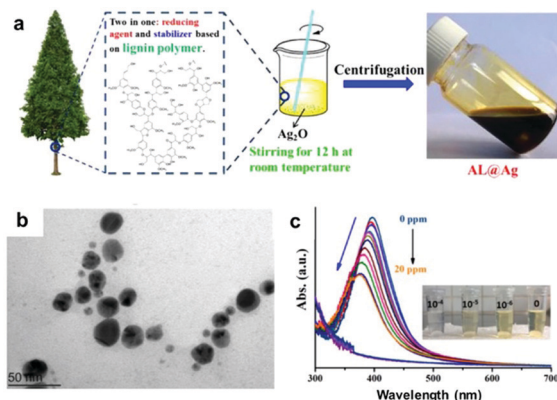 a
Two in one: reducing
agent and stabilizer based
on lignin polymer.
Ag₂O
Stirring for 12 h at
room temperature
Centrifugation
AL@Ag
b
50 nm
c
Abs. (a.u.)
0 ppm
20 ppm
10⁻⁴ 10⁻⁵ 10⁻⁶ 0
300 400 500 600 700
Wavelength (nm)